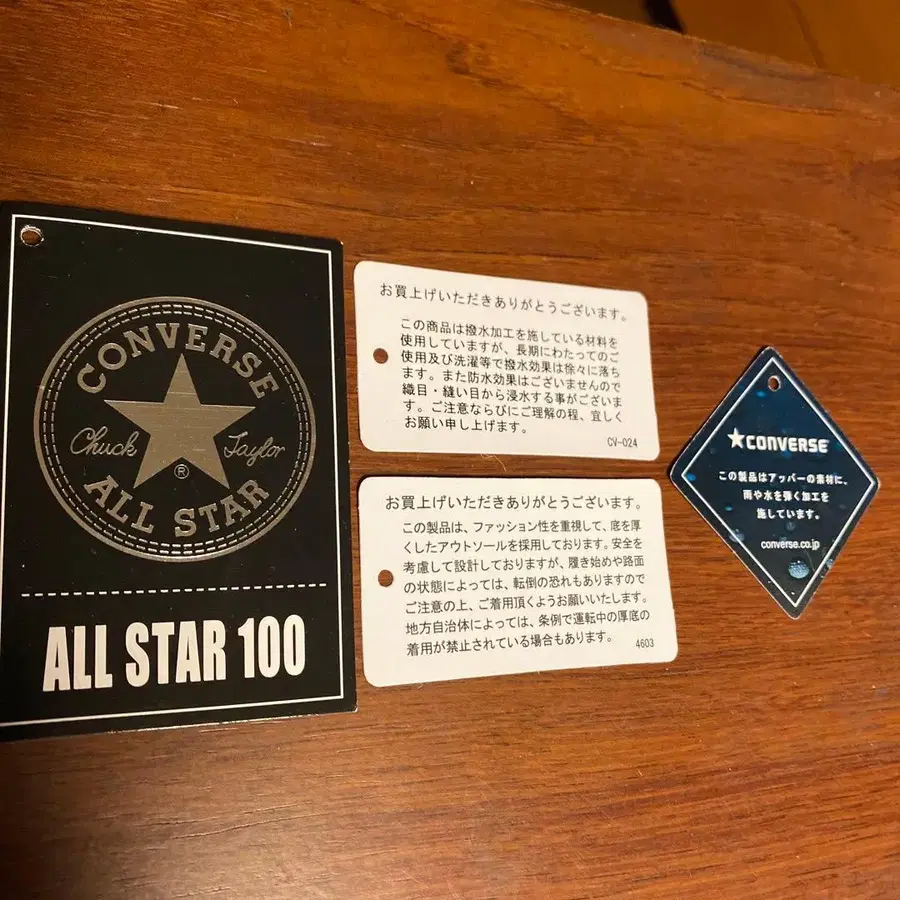 CONVERSE
Chuck Taylor
®
ALL STAR
ALL STAR 100
お買上げいただきありがとうございます。
この商品は撥水加工を施している材料を
使用していますが、長期にわたってのご
使用及び洗濯等で撥水効果は徐々に落ち
ます。また防水効果はございませんので
織目・縫い目から浸水する事がございま
す。ご注意ならびにご理解の程、宜しく
お願い申し上げます。
CV-024
お買上げいただきありがとうございます。
この製品は、ファッション性を重視して、底を厚
くしたアウトソールを採用しております。安全を
考慮して設計しておりますが、履き始めや路面
の状態によっては、転倒の恐れもありますので
ご注意の上、ご着用頂くようお願いいたします。
地方自治体によっては、条例で運転中の厚底の
着用が禁止されている場合もあります。
4603
★CONVERSE
この製品はアッパーの素材に、
雨や水を弾く加工を
施しています。
converse.co.jp